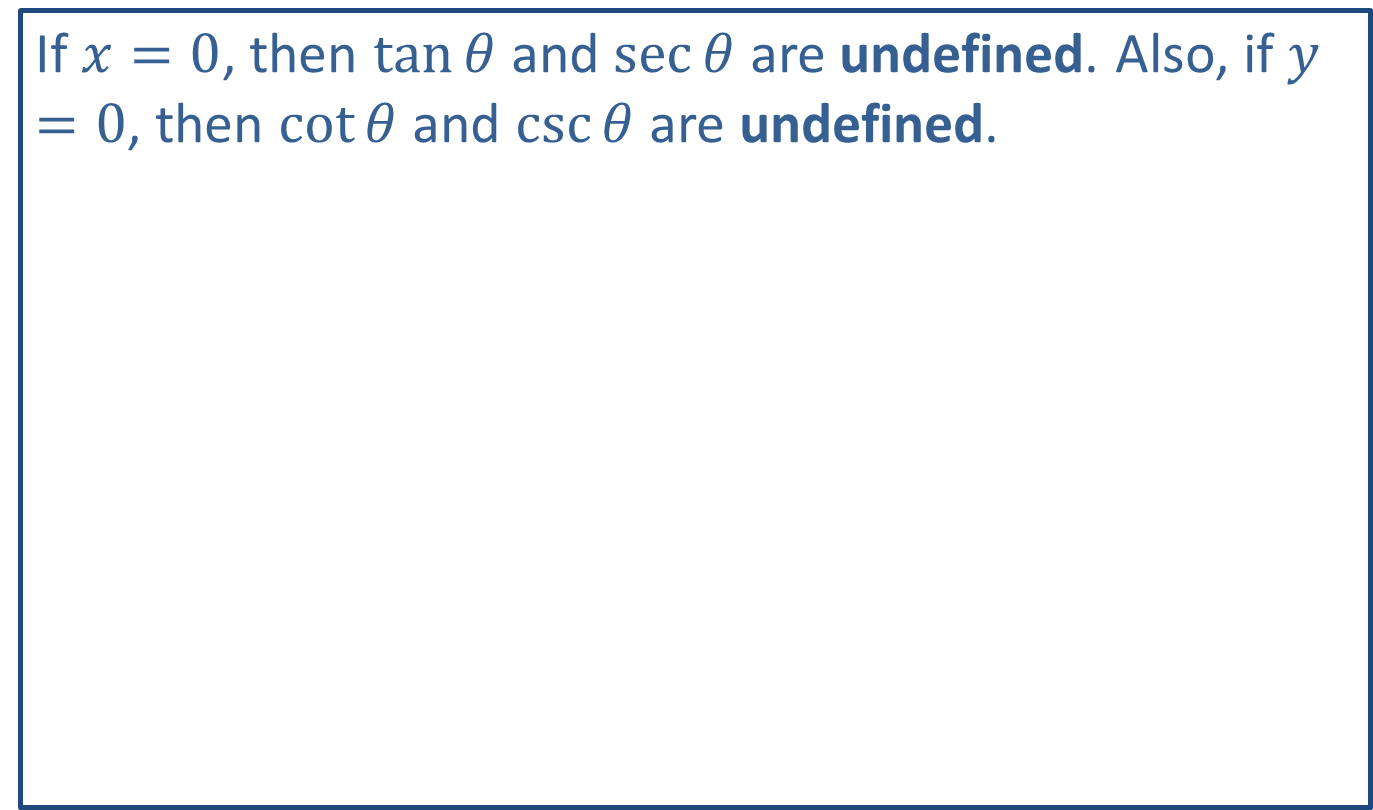 If x = 0, then tan θ and sec θ are undefined. Also, if y
= 0, then cot θ and csc θ are undefined.